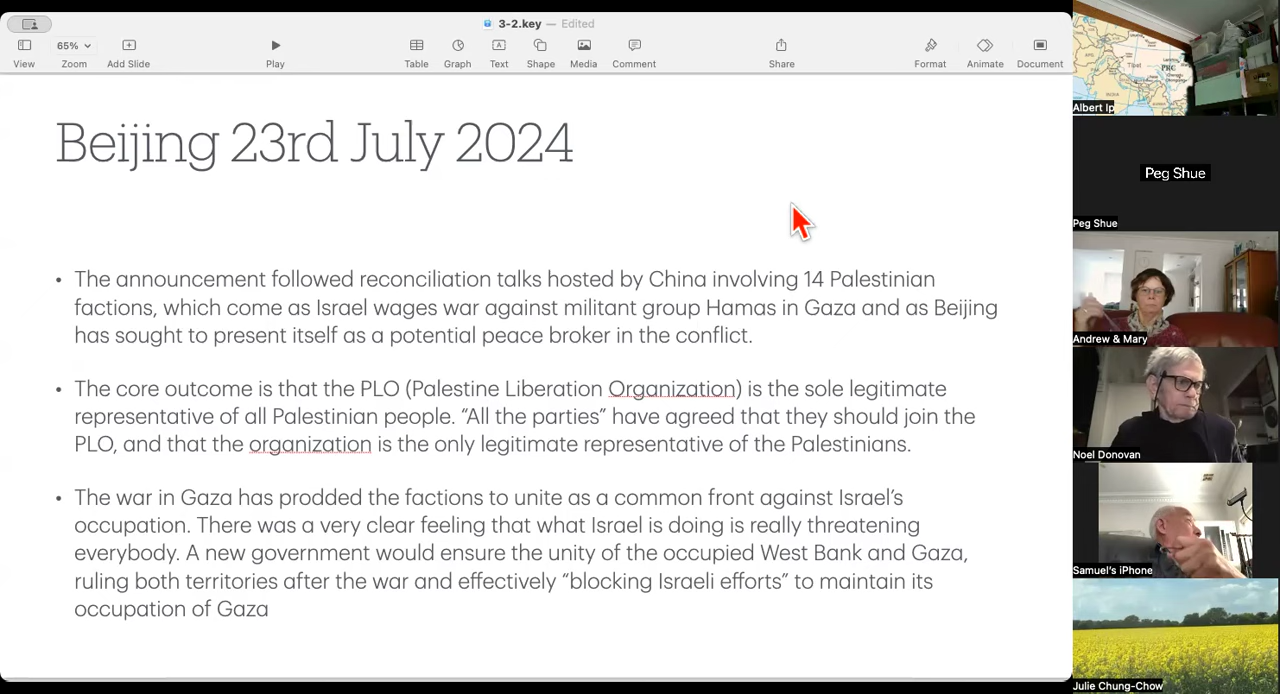 3-2.key — Edited
65%
View Zoom Add Slide Play Table Graph Text Shape Media Comment Share Format Animate Document
Beijing 23rd July 2024
• The announcement followed reconciliation talks hosted by China involving 14 Palestinian
factions, which come as Israel wages war against militant group Hamas in Gaza and as Beijing
has sought to present itself as a potential peace broker in the conflict.
• The core outcome is that the PLO (Palestine Liberation Organization) is the sole legitimate
representative of all Palestinian people. “All the parties” have agreed that they should join the
PLO, and that the organization is the only legitimate representative of the Palestinians.
• The war in Gaza has prodded the factions to unite as a common front against Israel’s
occupation. There was a very clear feeling that what Israel is doing is really threatening
everybody. A new government would ensure the unity of the occupied West Bank and Gaza,
ruling both territories after the war and effectively “blocking Israeli efforts” to maintain its
occupation of Gaza
PRC
Albert Ip
Peg Shue
Peg Shue
Andrew & Mary
Noel Donovan
Samuel's iPhone
Julie Chung-Chow